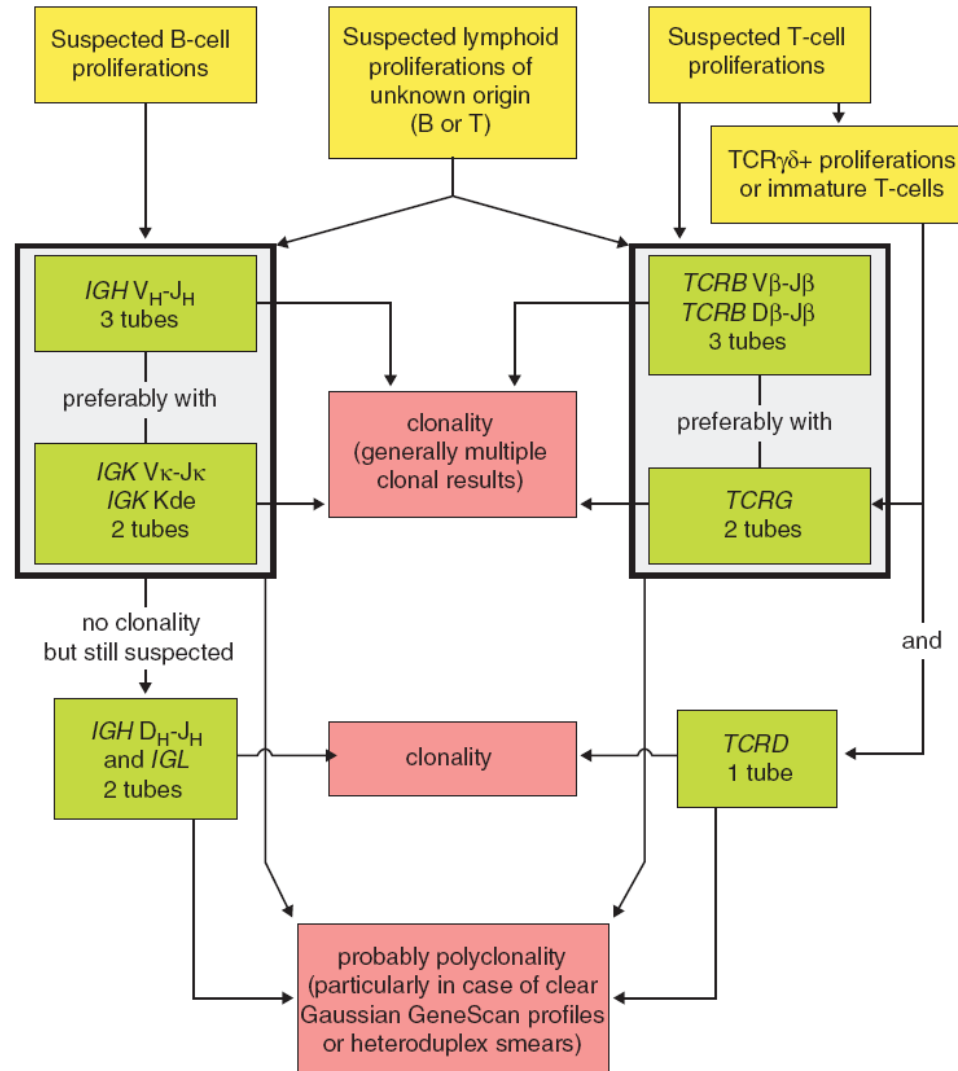 Suspected B-cell
proliferations
Suspected lymphoid
proliferations of
unknown origin
(B or T)
Suspected T-cell
proliferations
TCRγδ+ proliferations
or immature T-cells
IGH VH-JH
3 tubes
preferably with
IGK Vκ-Jκ
IGK Kde
2 tubes
clonality
(generally multiple
clonal results)
TCRB Vβ-Jβ
TCRB Dβ-Jβ
3 tubes
preferably with
TCRG
2 tubes
no clonality
but still suspected
and
IGH DH-JH
and IGL
2 tubes
clonality
TCRD
1 tube
probably polyclonality
(particularly in case of clear
Gaussian GeneScan profiles
or heteroduplex smears)